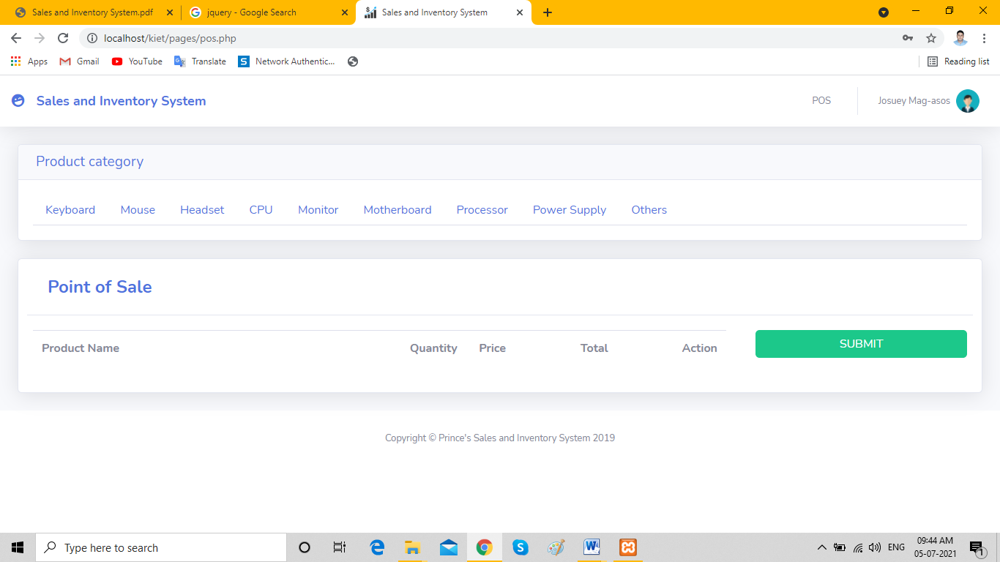 Sales and Inventory System.pdf
jquery - Google Search
Sales and Inventory System
localhost/kiet/pages/pos.php
Apps Gmail YouTube Translate Network Authentic... Reading list
Sales and Inventory System
POS
Josuey Mag-asos
Product category
Keyboard Mouse Headset CPU Monitor Motherboard Processor Power Supply Others
Point of Sale
Product Name Quantity Price Total Action
SUBMIT
Copyright © Prince's Sales and Inventory System 2019
Type here to search
ENG
09:44 AM
05-07-2021
1